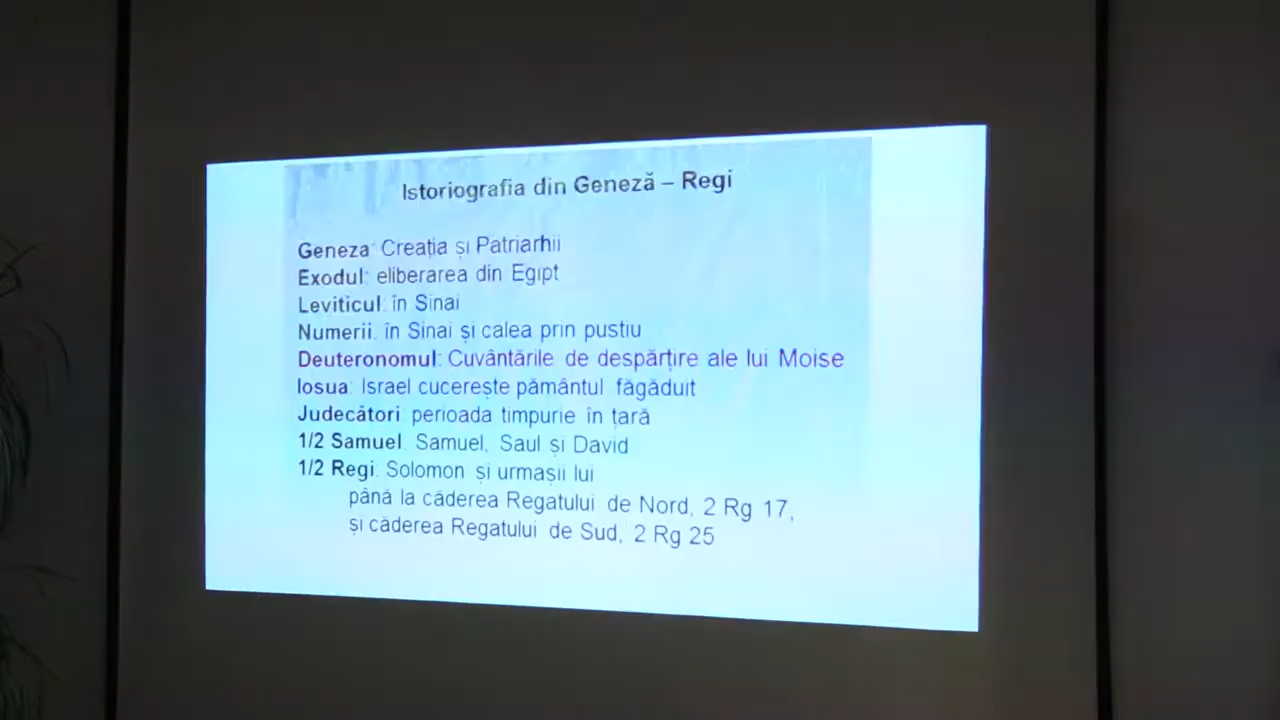 Istoriografia din Geneză – Regi
Geneza: Creația și Patriarhii
Exodul: eliberarea din Egipt
Leviticul: în Sinai
Numerii: în Sinai și calea prin pustiu
Deuteronomul: Cuvântările de despărțire ale lui Moise
Iosua: Israel cucerește pământul făgăduit
Judecători: perioada timpurie în țară
1/2 Samuel: Samuel, Saul și David
1/2 Regi: Solomon și urmașii lui
până la căderea Regatului de Nord, 2 Rg 17,
și căderea Regatului de Sud, 2 Rg 25